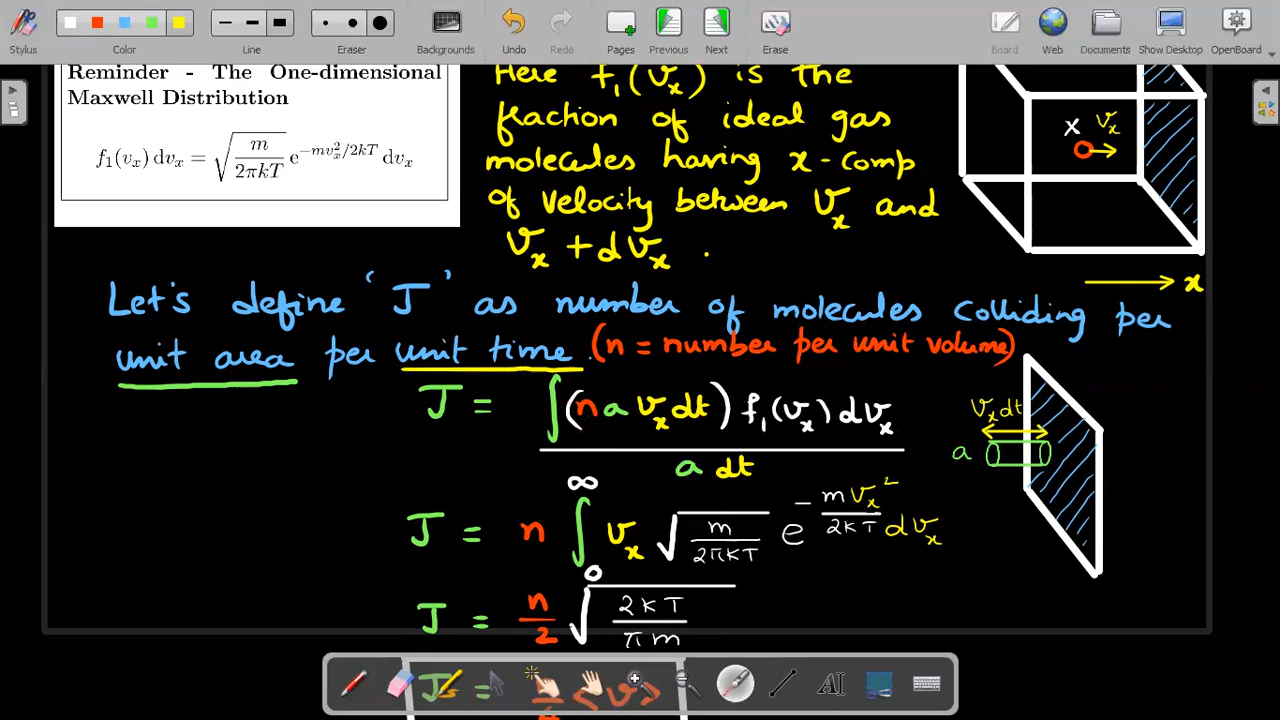 Stylus
Color
Line
Eraser
Backgrounds
Undo
Redo
Pages
Previous
Next
Erase
Board
Web
Documents
Show Desktop
OpenBoard
Reminder - The One-dimensional
Maxwell Distribution
f₁(vₓ) dvₓ = √(m/2πkT) e^(-mvₓ²/2kT) dvₓ
Here f₁(vₓ) is the
fraction of ideal gas
molecules having x-comp
of velocity between vₓ and
vₓ + dvₓ .
x vₓ
x
Let's define 'J' as number of molecules colliding per
unit area per unit time. (n = number per unit volume)
J = ∫(n a vₓdt) f₁(vₓ) dvₓ / a dt
vₓdt
a
J = n ∫₀^∞ vₓ √(m/2πkT) e^(-mvₓ²/2kT) dvₓ
J = n/2 √(2kT/πm)
J = n/4 <v>
AI